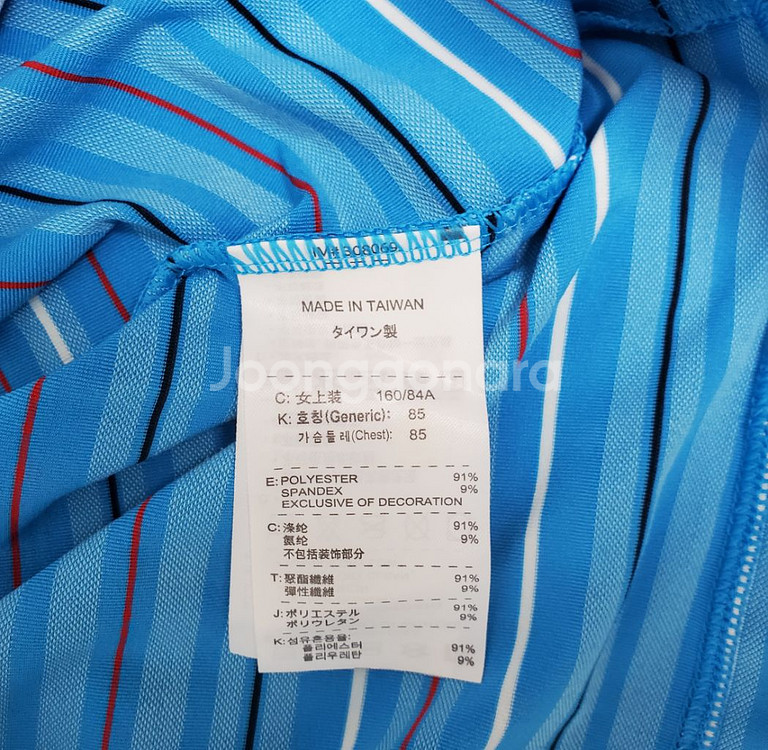 IM# 308069
MADE IN TAIWAN
タイワン製
Joongdonara
C: 女上装 160/84A
K: 호칭(Generic): 85
가슴둘레(Chest): 85
E: POLYESTER 91%
SPANDEX 9%
EXCLUSIVE OF DECORATION
C: 涤纶 91%
氨纶 9%
不包括装饰部分
T: 聚酯纖維 91%
彈性纖維 9%
J: ポリエステル 91%
ポリウレタン 9%
K: 섬유혼용율:
폴리에스터 91%
폴리우레탄 9%